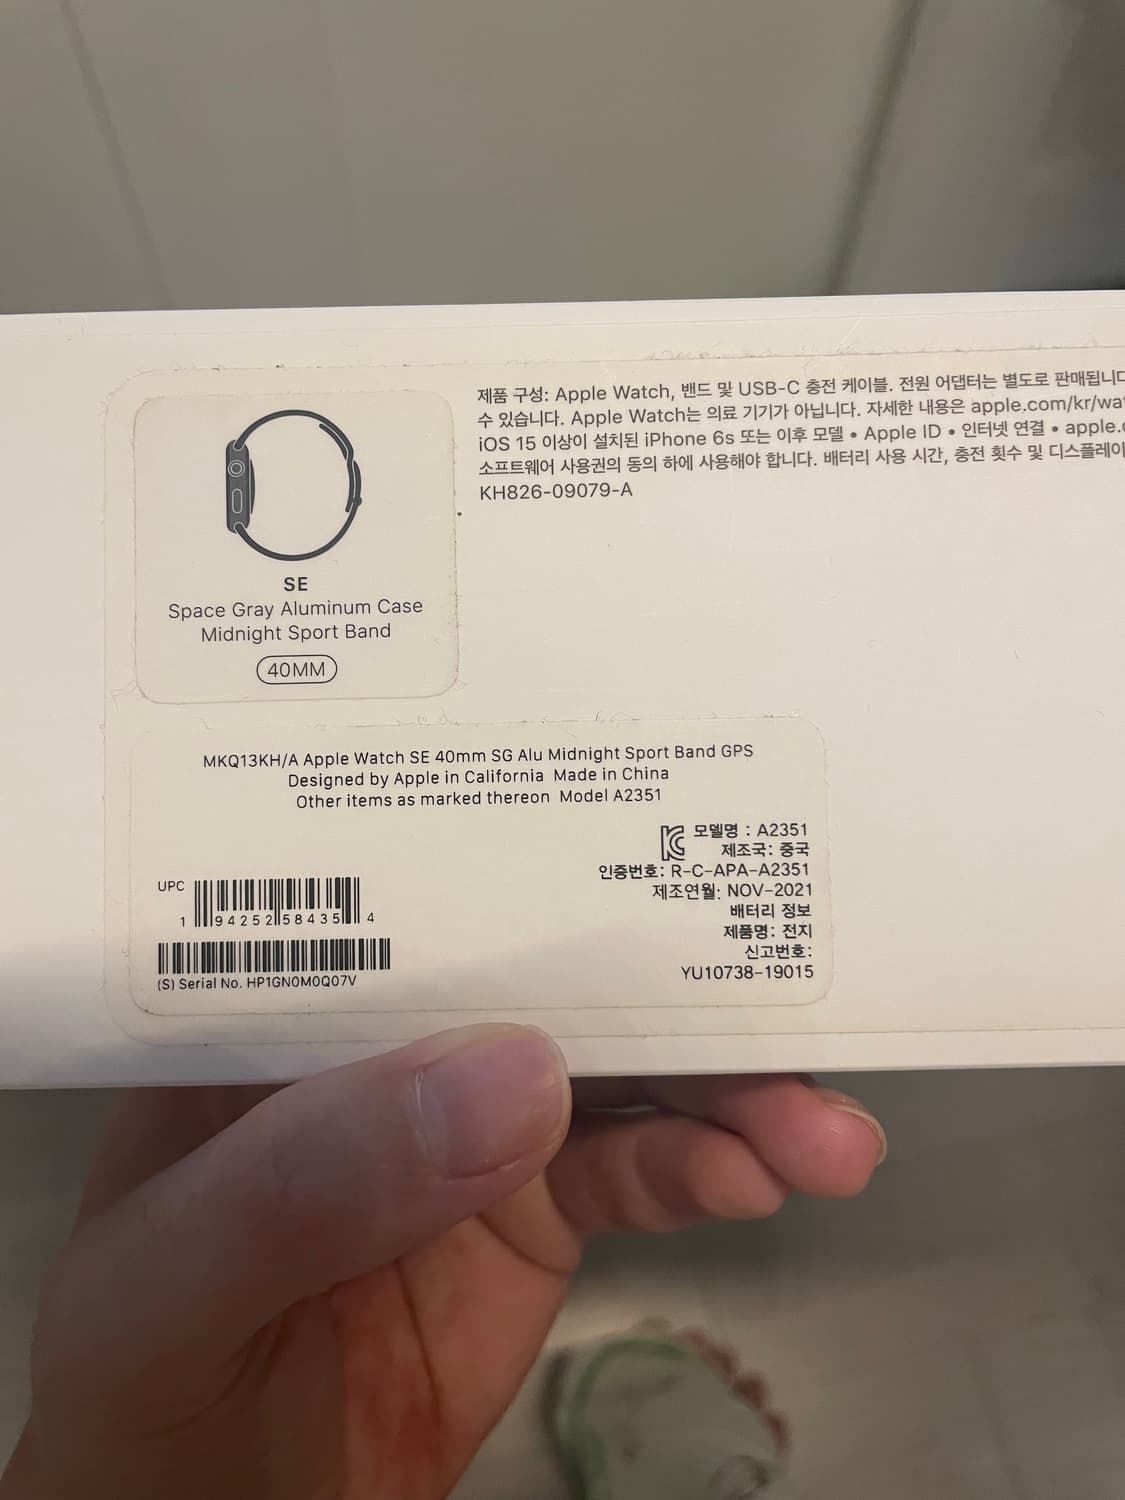 제품 구성: Apple Watch, 밴드 및 USB-C 충전 케이블. 전원 어댑터는 별도로
수 있습니다. Apple Watch는 의료 기기가 아닙니다. 자세한 내용은 apple.com/kr/wat
iOS 15 이상이 설치된 iPhone 6s 또는 이후 모델 • Apple ID • 인터넷 연결 • apple.c
소프트웨어 사용권의 동의 하에 사용해야 합니다. 배터리 사용 시간, 충전 횟수 및 디스플레이
KH826-09079-A
SE
Space Gray Aluminum Case
Midnight Sport Band
40MM
MKQ13KH/A Apple Watch SE 40mm SG Alu Midnight Sport Band GPS
Designed by Apple in California Made in China
Other items as marked thereon Model A2351
모델명 : A2351
제조국: 중국
인증번호: R-C-APA-A2351
제조연월: NOV-2021
배터리 정보
제품명: 전지
신고번호:
YU10738-19015
UPC
1 94252 58435 4
(S) Serial No. HP1GN0M0Q07V